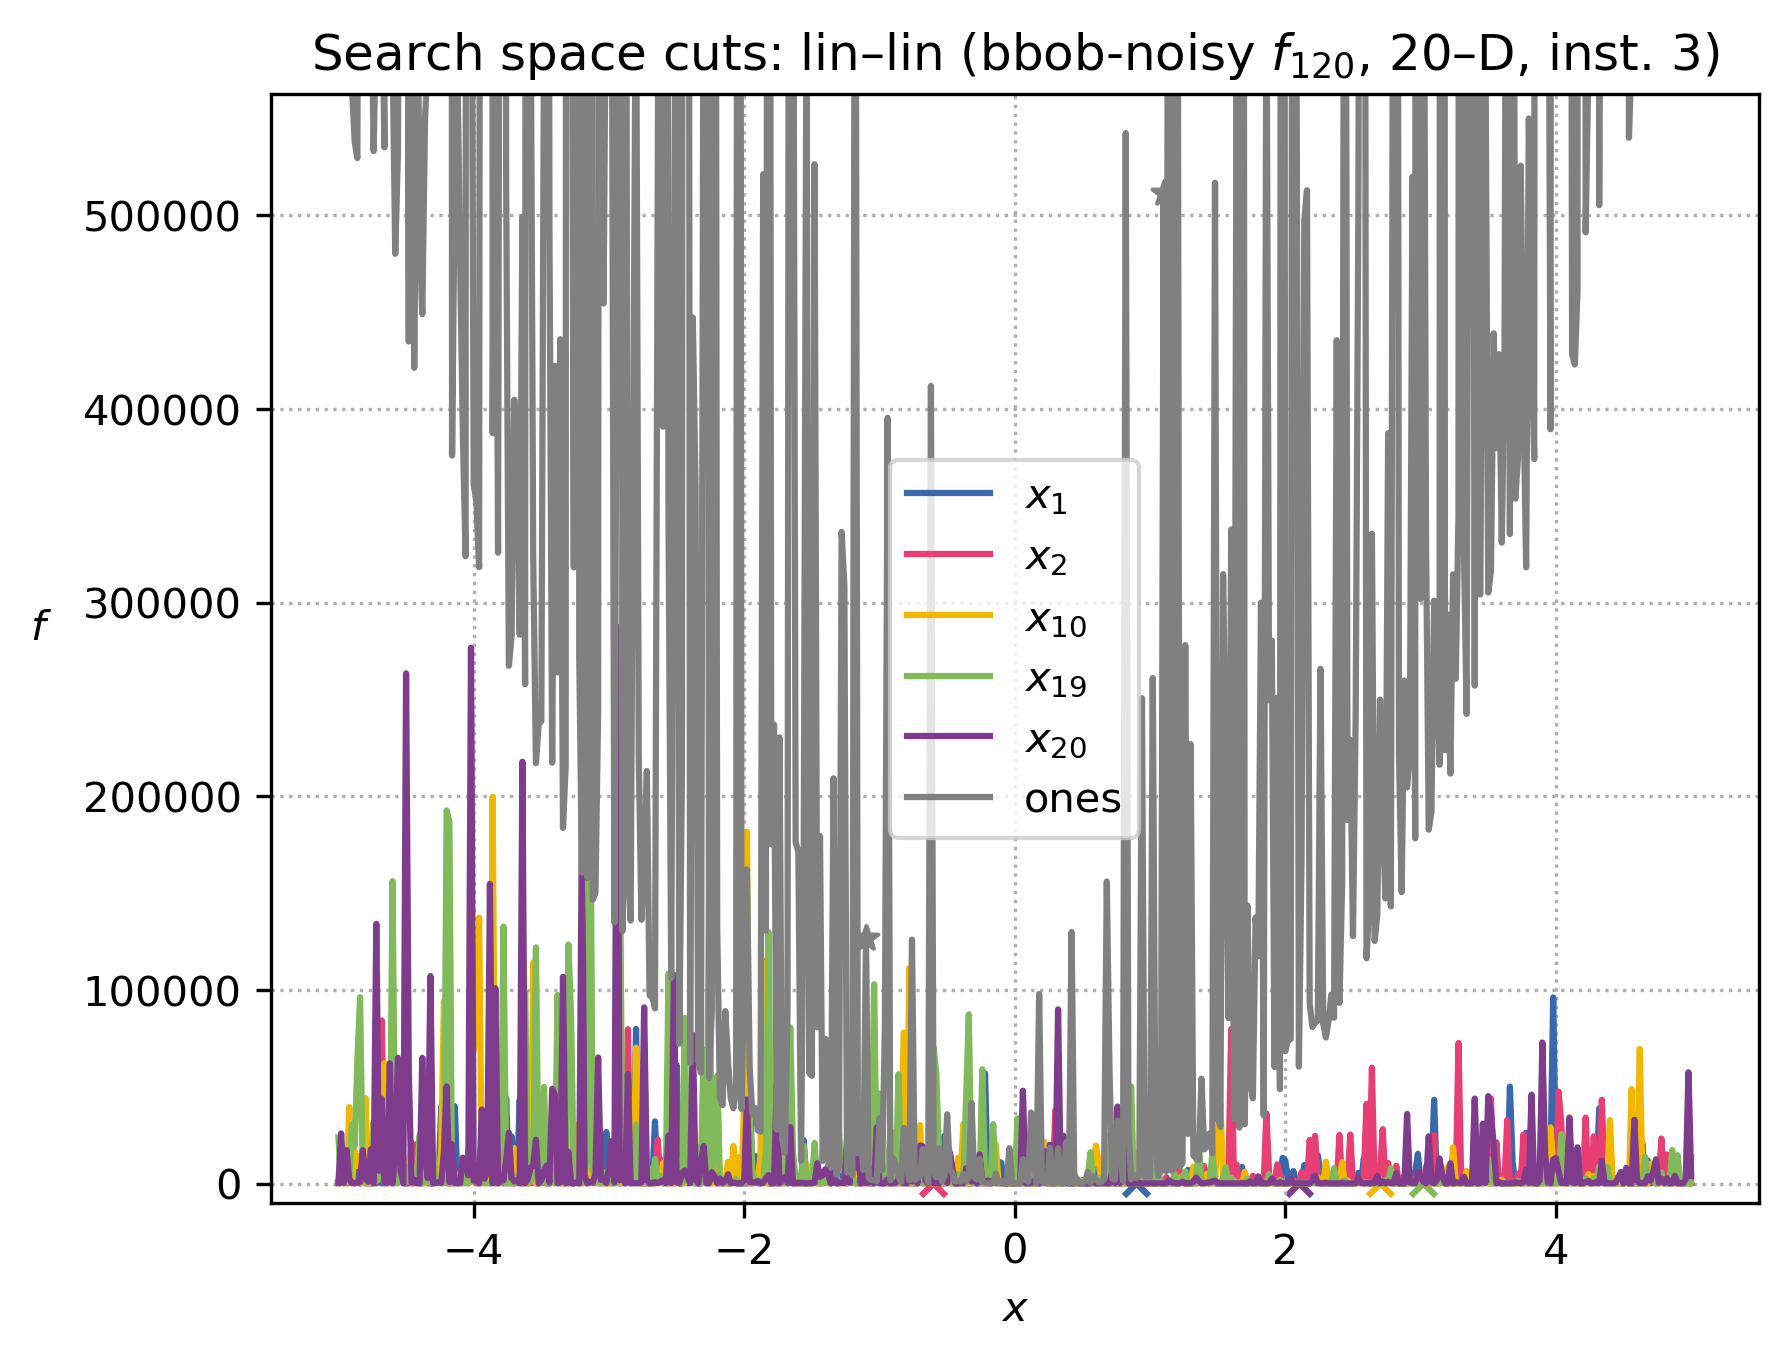 Search space cuts: lin–lin (bbob-noisy f₁₂₀, 20–D, inst. 3)
f
500000
400000
300000
200000
100000
0
x₁
x₂
x₁₀
x₁₉
x₂₀
ones
−4
−2
0
2
4
x